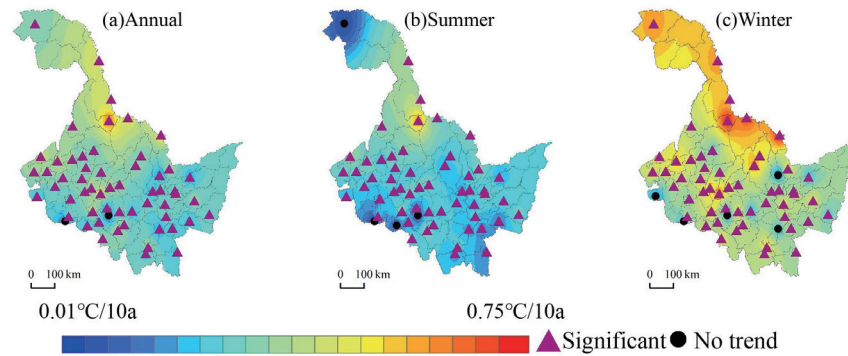 (a)Annual
(b)Summer
(c)Winter
0 100 km
0 100 km
0 100 km
0.01°C/10a
0.75°C/10a
Significant
No trend